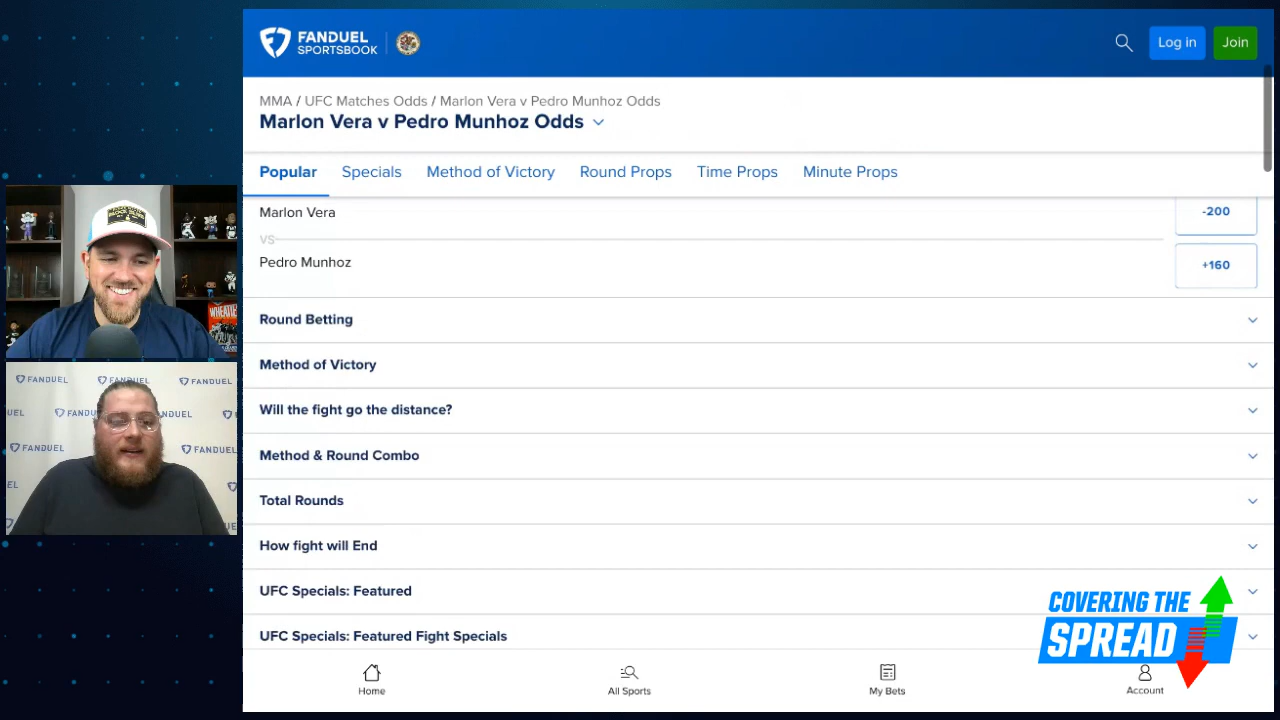 FANDUEL
SPORTSBOOK
Log in
Join
MMA / UFC Matches Odds / Marlon Vera v Pedro Munhoz Odds
Marlon Vera v Pedro Munhoz Odds
Popular
Specials
Method of Victory
Round Props
Time Props
Minute Props
Marlon Vera
-200
VS
Pedro Munhoz
+160
Round Betting
Method of Victory
Will the fight go the distance?
Method & Round Combo
Total Rounds
How fight will End
UFC Specials: Featured
UFC Specials: Featured Fight Specials
Home
All Sports
My Bets
Account
COVERING THE
SPREAD
WHEATIES
FANDUEL
FANDUEL
FANDUEL
UEL
FANDU
DUEL
FANDUEL
FANDUEL